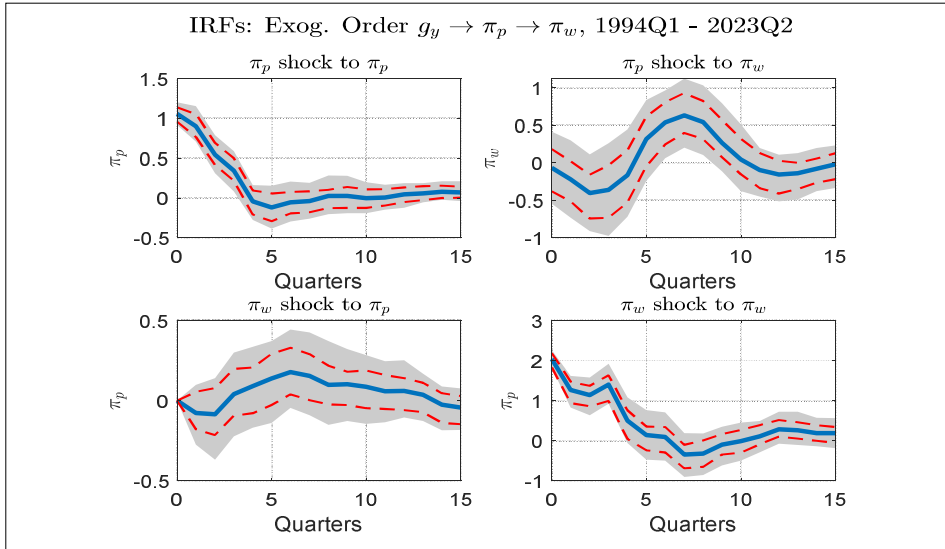 IRFs: Exog. Order g_y → π_p → π_w, 1994Q1 - 2023Q2
π_p shock to π_p
π_p
1.5
1
0.5
0
-0.5
0 5 10 15
Quarters
π_p shock to π_w
π_w
1
0.5
0
-0.5
-1
0 5 10 15
Quarters
π_w shock to π_p
π_p
0.5
0
-0.5
0 5 10 15
Quarters
π_w shock to π_w
π_p
3
2
1
0
-1
0 5 10 15
Quarters